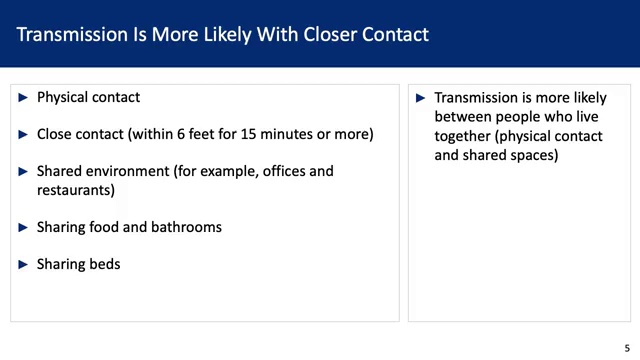 Transmission Is More Likely With Closer Contact
► Physical contact
► Close contact (within 6 feet for 15 minutes or more)
► Shared environment (for example, offices and
restaurants)
► Sharing food and bathrooms
► Sharing beds
► Transmission is more likely
between people who live
together (physical contact
and shared spaces)
5